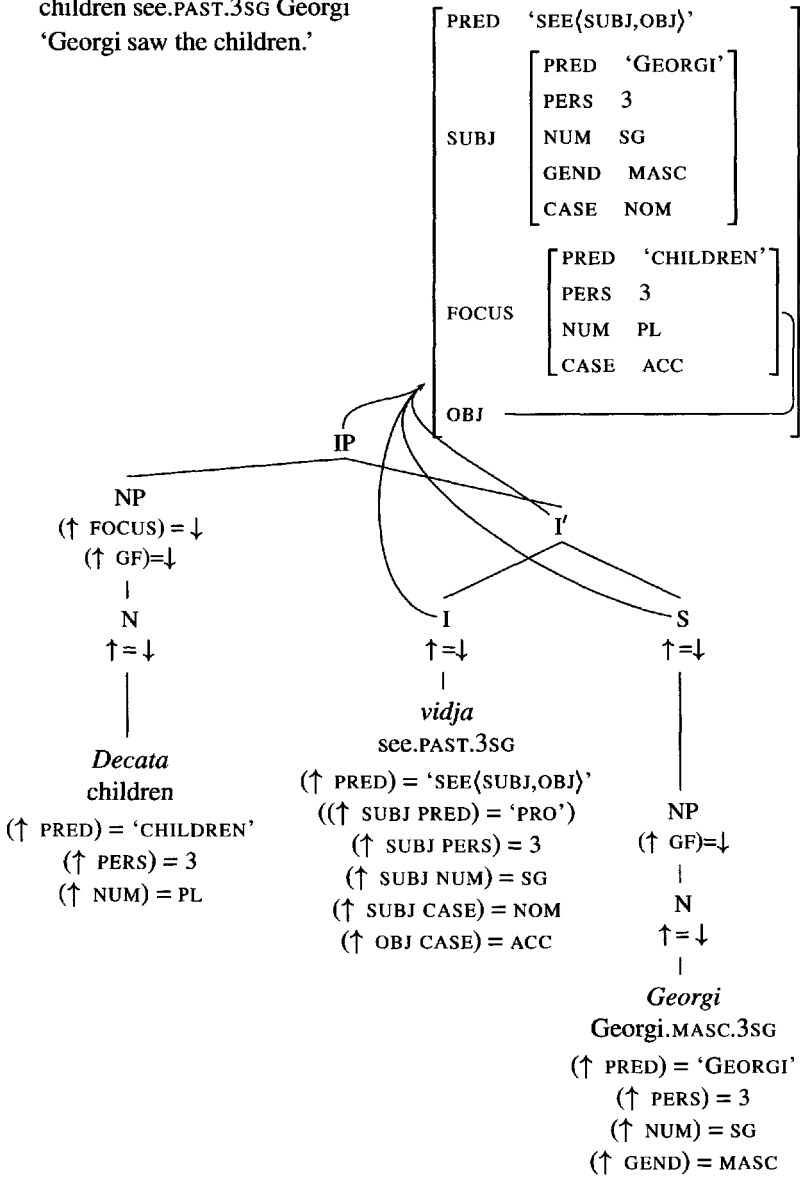 children see.PAST.3SG Georgi
‘Georgi saw the children.’
PRED ‘SEE⟨SUBJ,OBJ⟩’
SUBJ
PRED ‘GEORGI’
PERS 3
NUM SG
GEND MASC
CASE NOM
FOCUS
PRED ‘CHILDREN’
PERS 3
NUM PL
CASE ACC
OBJ
IP
NP
(↑ FOCUS) = ↓
(↑ GF)=↓
N
↑ = ↓
Decata
children
(↑ PRED) = ‘CHILDREN’
(↑ PERS) = 3
(↑ NUM) = PL
I′
I
↑ =↓
vidja
see.PAST.3SG
(↑ PRED) = ‘SEE⟨SUBJ,OBJ⟩’
((↑ SUBJ PRED) = ‘PRO’)
(↑ SUBJ PERS) = 3
(↑ SUBJ NUM) = SG
(↑ SUBJ CASE) = NOM
(↑ OBJ CASE) = ACC
S
↑ =↓
NP
(↑ GF)=↓
N
↑ = ↓
Georgi
Georgi.MASC.3SG
(↑ PRED) = ‘GEORGI’
(↑ PERS) = 3
(↑ NUM) = SG
(↑ GEND) = MASC